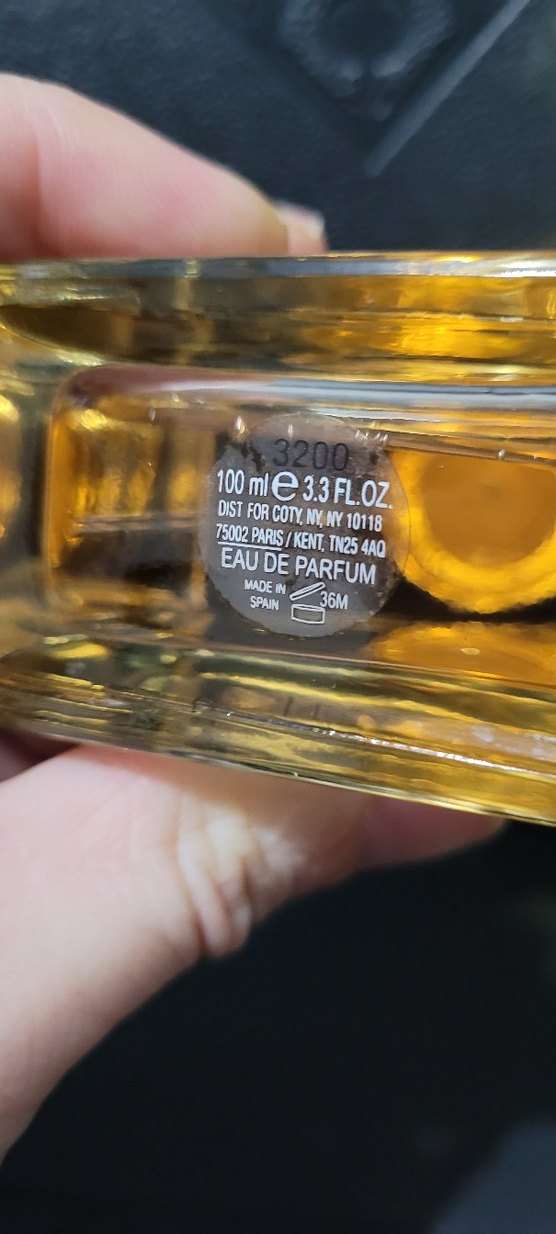 3200
100 ml e 3.3 FL.OZ.
DIST FOR COTY, NY, NY 10118
75002 PARIS / KENT, TN25 4AQ
EAU DE PARFUM
MADE IN
SPAIN 36M